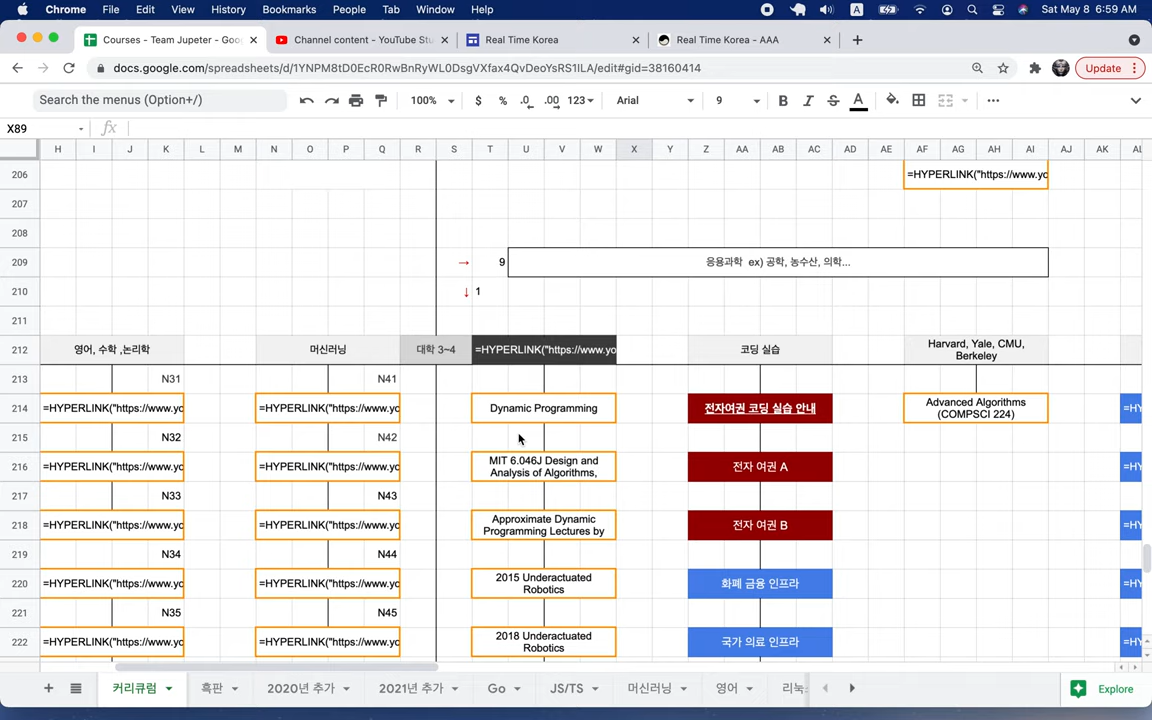 Chrome File Edit View History Bookmarks People Tab Window Help A Sat May 8 6:59 AM
Courses - Team Jupeter - Goo
Channel content - YouTube Stu
Real Time Korea
Real Time Korea - AAA
docs.google.com/spreadsheets/d/1YNPM8tD0EcR0RwBnRyWL0DsgVXfax4QvDeoYsRS1ILA/edit#gid=38160414
Update
Search the menus (Option+/)
100% $ % .0 .00 123 Arial 9 B I S A
X89 fx
H I J K L M N O P Q R S T U V W X Y Z AA AB AC AD AE AF AG AH AI AJ AK AL
206 =HYPERLINK("https://www.yo
207
208
209 → 9 응용과학 ex) 공학, 농수산, 의학...
210 ↓ 1
211
212 영어, 수학 ,논리학 머신러닝 대학 3~4 =HYPERLINK("https://www.yo 코딩 실습 Harvard, Yale, CMU,
Berkeley
213 N31 N41
214 =HYPERLINK("https://www.yo =HYPERLINK("https://www.yo Dynamic Programming 전자여권 코딩 실습 안내 Advanced Algorithms
(COMPSCI 224) =HY
215 N32 N42
216 =HYPERLINK("https://www.yo =HYPERLINK("https://www.yo MIT 6.046J Design and
Analysis of Algorithms, 전자 여권 A =HY
217 N33 N43
218 =HYPERLINK("https://www.yo =HYPERLINK("https://www.yo Approximate Dynamic
Programming Lectures by 전자 여권 B =HY
219 N34 N44
220 =HYPERLINK("https://www.yo =HYPERLINK("https://www.yo 2015 Underactuated
Robotics 화폐 금융 인프라 =HY
221 N35 N45
222 =HYPERLINK("https://www.yo =HYPERLINK("https://www.yo 2018 Underactuated
Robotics 국가 의료 인프라 =HY
커리큘럼 흑판 2020년 추가 2021년 추가 Go JS/TS 머신러닝 영어 리눅 Explore